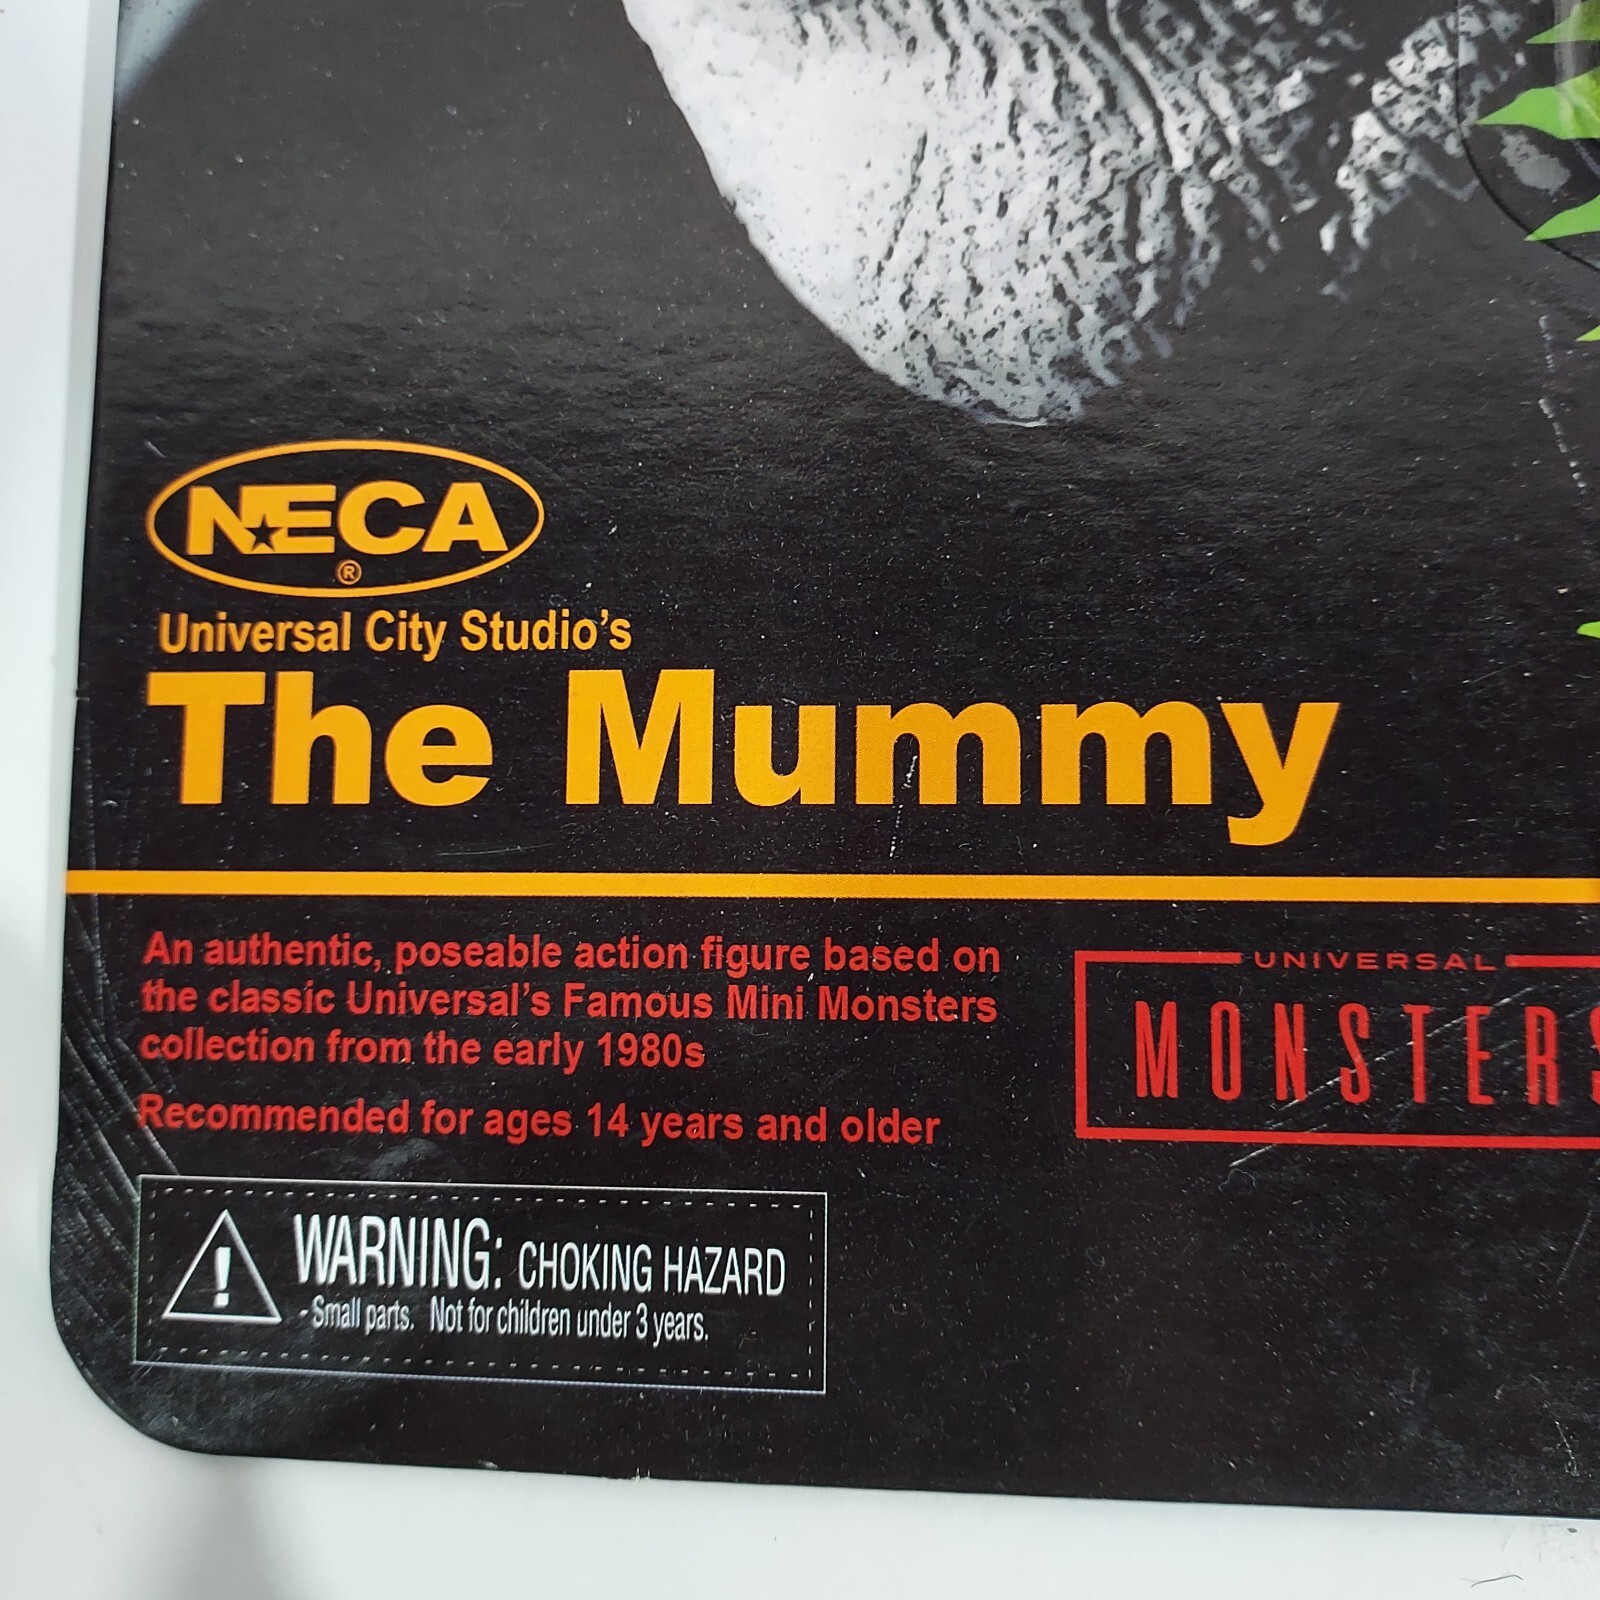 NECA
®
Universal City Studio's
The Mummy
An authentic, poseable action figure based on
the classic Universal's Famous Mini Monsters
collection from the early 1980s
Recommended for ages 14 years and older
UNIVERSAL
MONSTERS
WARNING: CHOKING HAZARD
- Small parts. Not for children under 3 years.